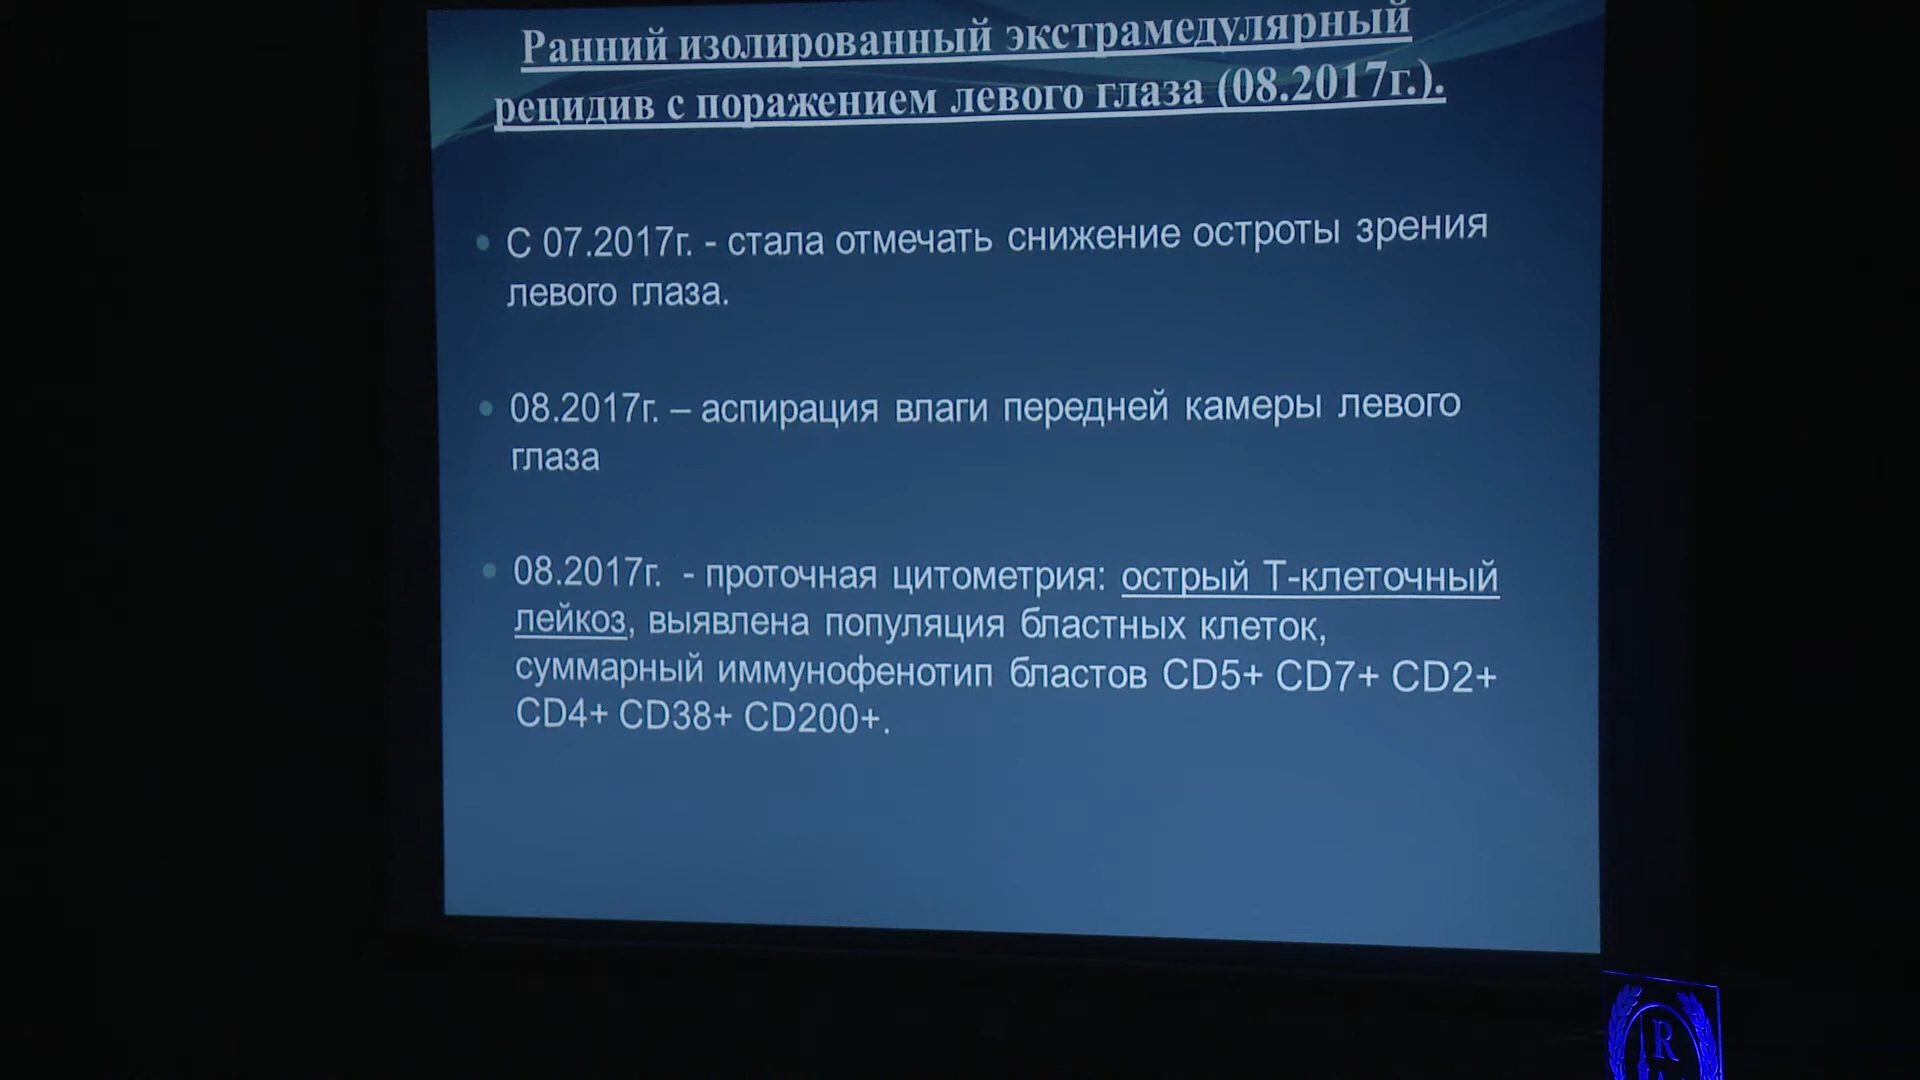 Ранний изолированный экстрамедулярный
рецидив с поражением левого глаза (08.2017г.).
• С 07.2017г. - стала отмечать снижение остроты зрения
левого глаза.
• 08.2017г. – аспирация влаги передней камеры левого
глаза
• 08.2017г. - проточная цитометрия: острый Т-клеточный
лейкоз, выявлена популяция бластных клеток,
суммарный иммунофенотип бластов CD5+ CD7+ CD2+
CD4+ CD38+ CD200+.
R